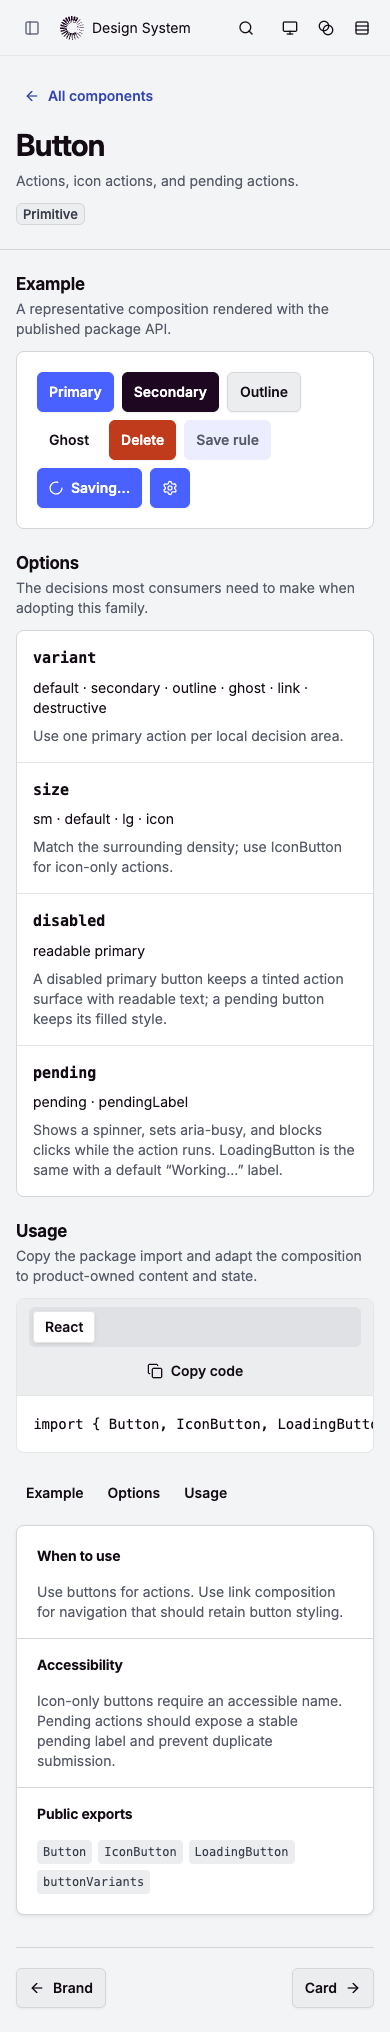 Design System
All components
Button
Actions, icon actions, and pending actions.
Primitive
Example
A representative composition rendered with the
published package API.
Primary
Secondary
Outline
Ghost
Delete
Save rule
Saving…
Options
The decisions most consumers need to make when
adopting this family.
variant
default · secondary · outline · ghost · link ·
destructive
Use one primary action per local decision area.
size
sm · default · lg · icon
Match the surrounding density; use IconButton
for icon-only actions.
disabled
readable primary
A disabled primary button keeps a tinted action
surface with readable text; a pending button
keeps its filled style.
pending
pending · pendingLabel
Shows a spinner, sets aria-busy, and blocks
clicks while the action runs. LoadingButton is the
same with a default “Working…” label.
Usage
Copy the package import and adapt the composition
to product-owned content and state.
React
Copy code
import { Button, IconButton, LoadingButto
Example
Options
Usage
When to use
Use buttons for actions. Use link composition
for navigation that should retain button styling.
Accessibility
Icon-only buttons require an accessible name.
Pending actions should expose a stable
pending label and prevent duplicate
submission.
Public exports
Button
IconButton
LoadingButton
buttonVariants
Brand
Card